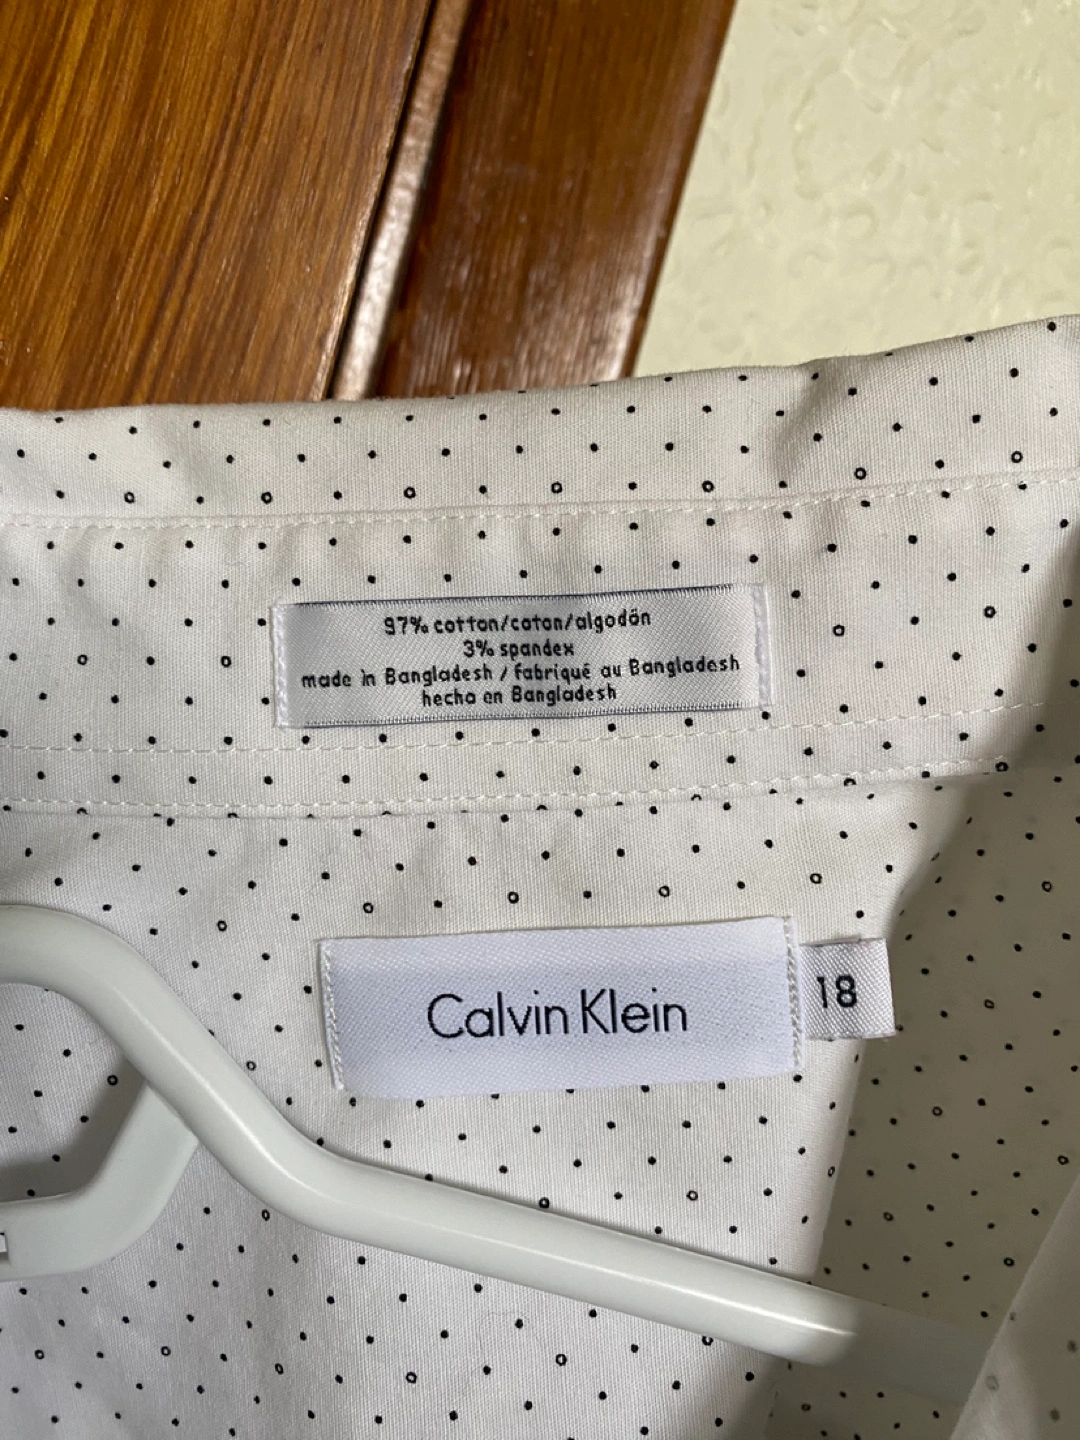 97% cotton/coton/algodón
3% spandex
made in Bangladesh / fabriqué au Bangladesh
hecho en Bangladesh
Calvin Klein
18